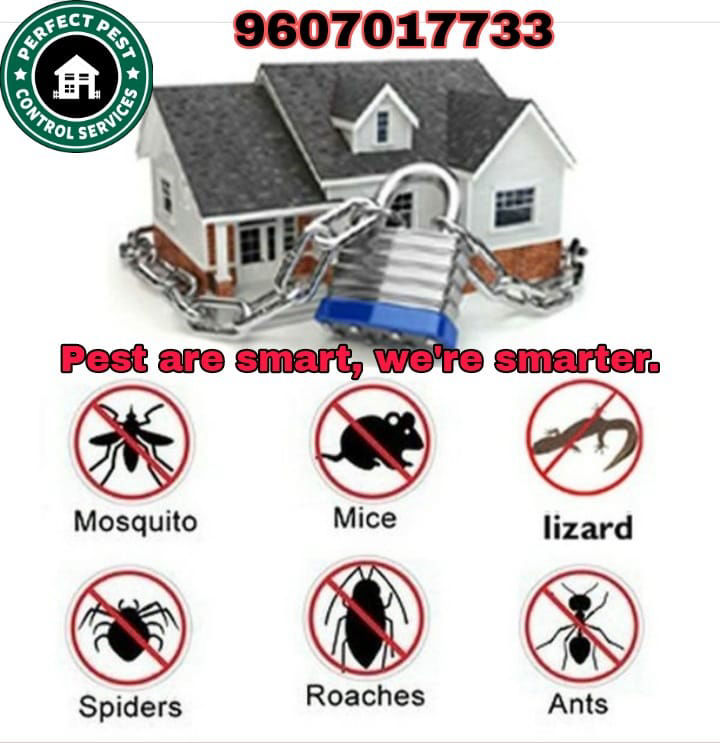 PERFECT PEST
CONTROL SERVICES
9607017733
Pest are smart, we're smarter.
Mosquito
Mice
lizard
Spiders
Roaches
Ants